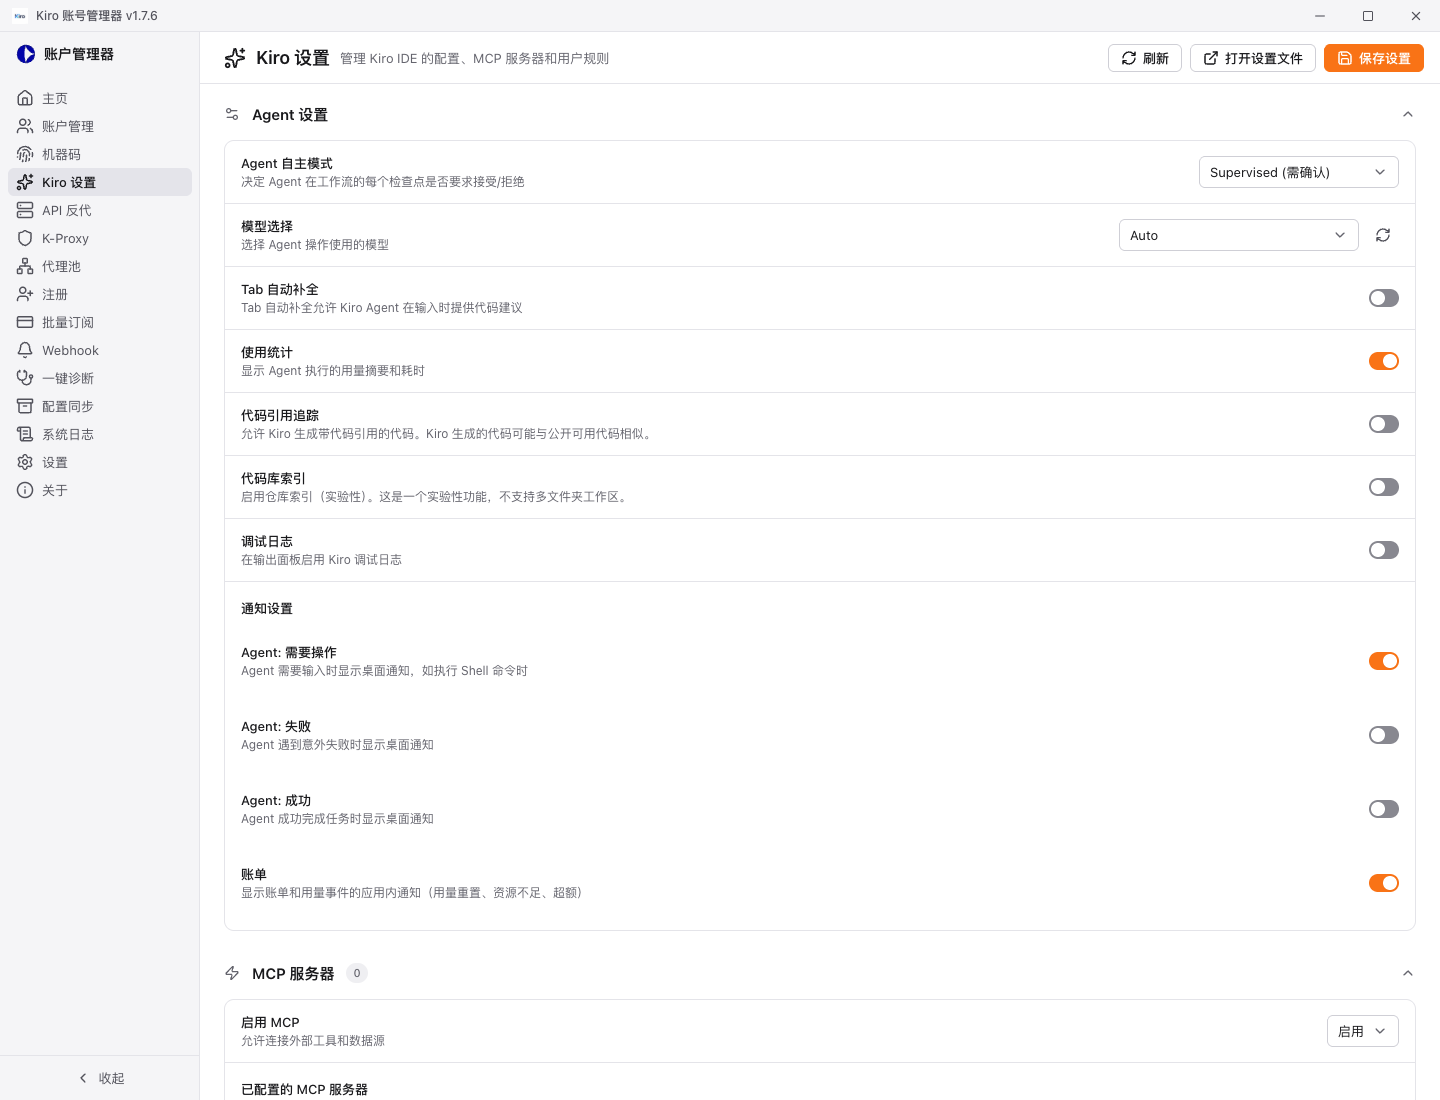 Kiro 账号管理器 v1.7.6
账户管理器
主页
账户管理
机器码
Kiro 设置
API 反代
K-Proxy
代理池
注册
批量订阅
Webhook
一键诊断
配置同步
系统日志
设置
关于
收起
Kiro 设置 管理 Kiro IDE 的配置、MCP 服务器和用户规则
刷新
打开设置文件
保存设置
Agent 设置
Agent 自主模式
决定 Agent 在工作流的每个检查点是否要求接受/拒绝
Supervised (需确认)
模型选择
选择 Agent 操作使用的模型
Auto
Tab 自动补全
Tab 自动补全允许 Kiro Agent 在输入时提供代码建议
使用统计
显示 Agent 执行的用量摘要和耗时
代码引用追踪
允许 Kiro 生成带代码引用的代码。Kiro 生成的代码可能与公开可用代码相似。
代码库索引
启用仓库索引（实验性）。这是一个实验性功能，不支持多文件夹工作区。
调试日志
在输出面板启用 Kiro 调试日志
通知设置
Agent: 需要操作
Agent 需要输入时显示桌面通知，如执行 Shell 命令时
Agent: 失败
Agent 遇到意外失败时显示桌面通知
Agent: 成功
Agent 成功完成任务时显示桌面通知
账单
显示账单和用量事件的应用内通知（用量重置、资源不足、超额）
MCP 服务器 0
启用 MCP
允许连接外部工具和数据源
启用
已配置的 MCP 服务器